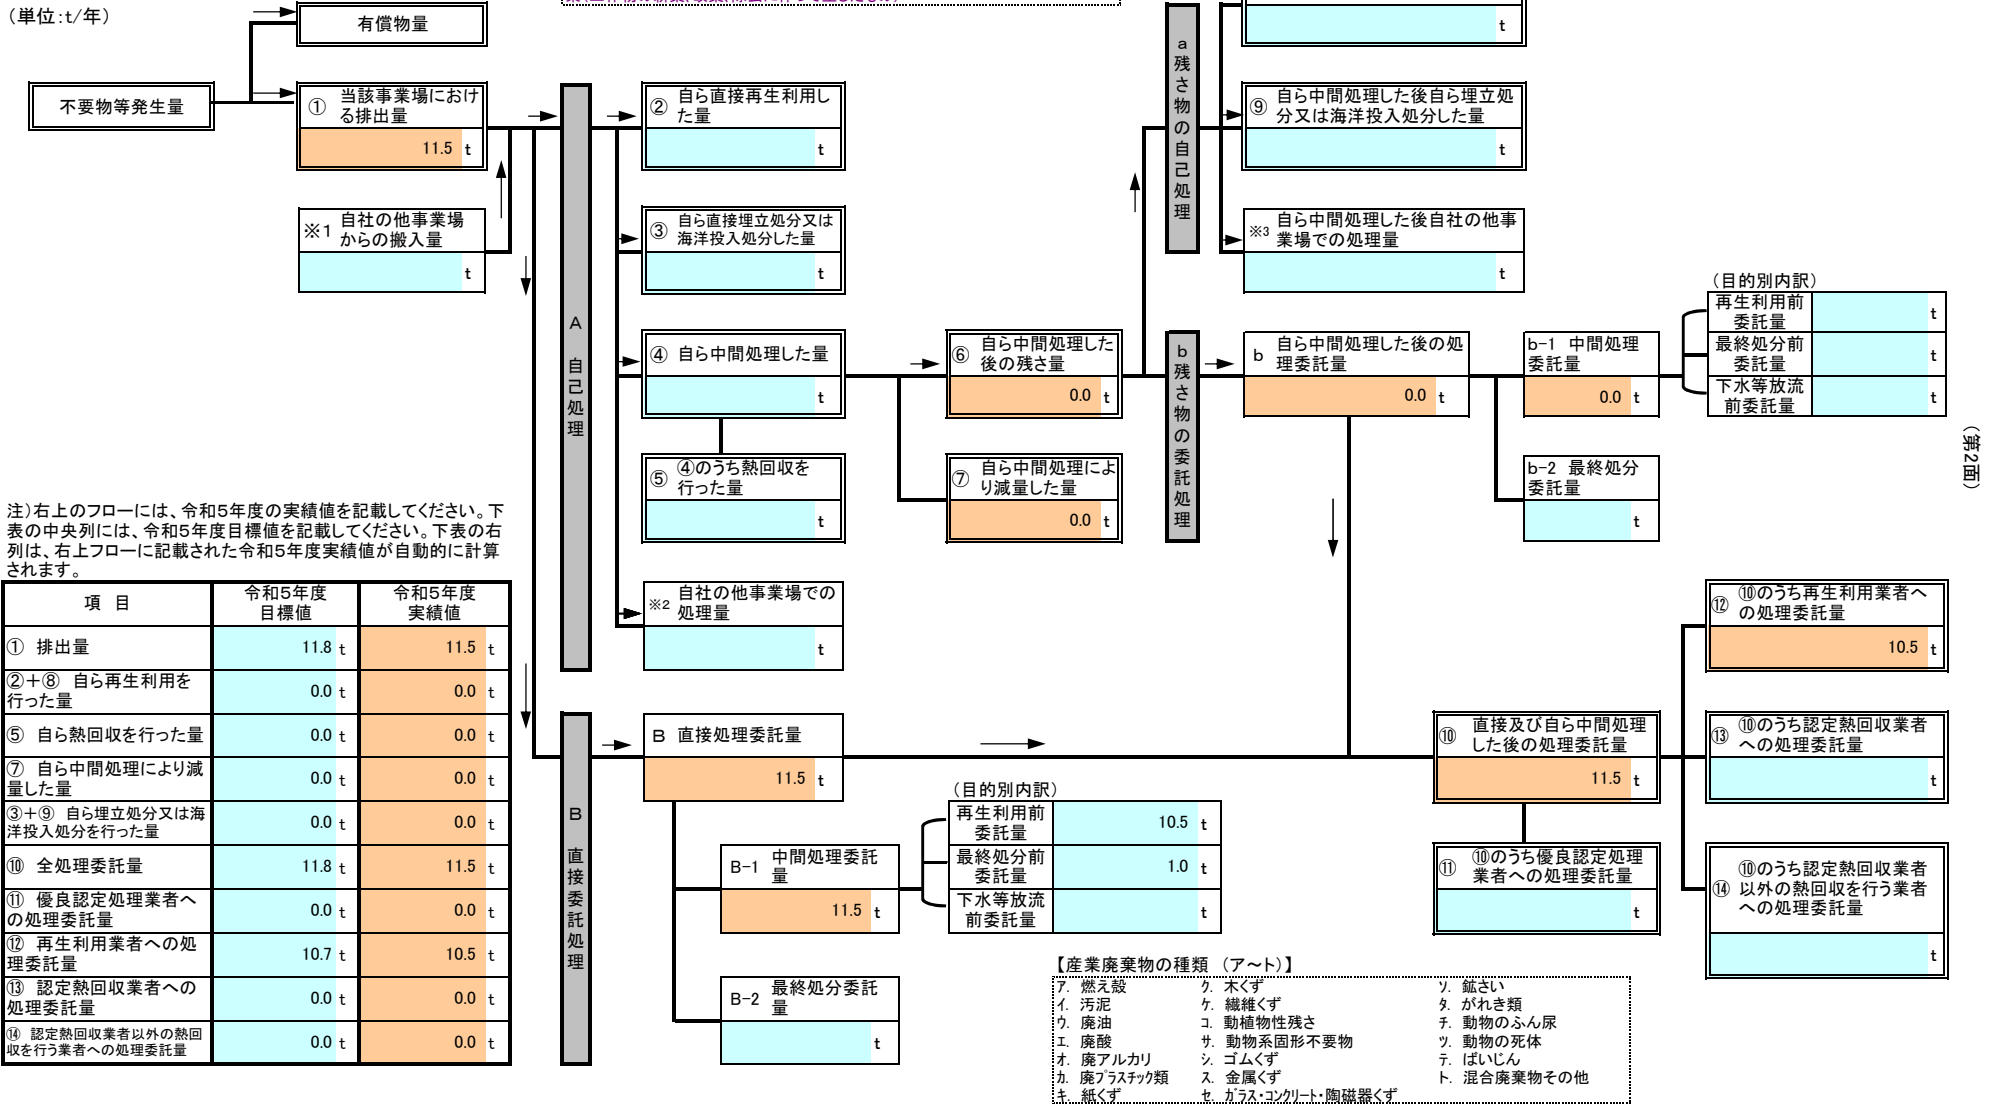 （単位：t/年）
有償物量
不要物等発生量
① 当該事業場におけ
る排出量
11.5 t
※1 自社の他事業場
からの搬入量
t
A 自己処理
② 自ら直接再生利用し
た量
t
③ 自ら直接埋立処分又は
海洋投入処分した量
t
④ 自ら中間処理した量
t
⑤ ④のうち熱回収を
行った量
t
※2 自社の他事業場での
処理量
t
⑥ 自ら中間処理した
後の残さ量
0.0 t
⑦ 自ら中間処理によ
り減量した量
0.0 t
a 残さ物の自己処理
t
⑨ 自ら中間処理した後自ら埋立処
分又は海洋投入処分した量
t
※3 自ら中間処理した後自社の他事
業場での処理量
t
b 残さ物の委託処理
b 自ら中間処理した後の処
理委託量
0.0 t
b-1 中間処理
委託量
0.0 t
b-2 最終処分
委託量
t
（目的別内訳）
再生利用前
委託量
t
最終処分前
委託量
t
下水等放流
前委託量
t
（第2面）
注）右上のフローには、令和5年度の実績値を記載してください。下
表の中央列には、令和5年度目標値を記載してください。下表の右
列は、右上フローに記載された令和5年度実績値が自動的に計算
されます。
項 目 令和5年度
目標値 令和5年度
実績値
① 排出量 11.8 t 11.5 t
②＋⑧ 自ら再生利用を
行った量 0.0 t 0.0 t
⑤ 自ら熱回収を行った量 0.0 t 0.0 t
⑦ 自ら中間処理により減
量した量 0.0 t 0.0 t
③＋⑨ 自ら埋立処分又は海
洋投入処分を行った量 0.0 t 0.0 t
⑩ 全処理委託量 11.8 t 11.5 t
⑪ 優良認定処理業者へ
の処理委託量 0.0 t 0.0 t
⑫ 再生利用業者への処
理委託量 10.7 t 10.5 t
⑬ 認定熱回収業者への
処理委託量 0.0 t 0.0 t
⑭ 認定熱回収業者以外の熱回
収を行う業者への処理委託量 0.0 t 0.0 t
B 直接委託処理
B 直接処理委託量
11.5 t
B-1 中間処理委託
量
11.5 t
B-2 最終処分委託
量
t
（目的別内訳）
再生利用前
委託量
10.5 t
最終処分前
委託量
1.0 t
下水等放流
前委託量
t
⑩ 直接及び自ら中間処理
した後の処理委託量
11.5 t
⑪ ⑩のうち優良認定処理
業者への処理委託量
t
⑫ ⑩のうち再生利用業者へ
の処理委託量
10.5 t
⑬ ⑩のうち認定熱回収業者
への処理委託量
t
⑭ ⑩のうち認定熱回収業者
以外の熱回収を行う業者
への処理委託量
t
【産業廃棄物の種類 （ア～ト）】
ア. 燃え殻 ク. 木くず ソ. 鉱さい
イ. 汚泥 ケ. 繊維くず タ. がれき類
ウ. 廃油 コ. 動植物性残さ チ. 動物のふん尿
エ. 廃酸 サ. 動物系固形不要物 ツ. 動物の死体
オ. 廃アルカリ シ. ゴムくず テ. ばいじん
カ. 廃プラスチック類 ス. 金属くず ト. 混合廃棄物その他
キ. 紙くず セ. ガラス・コンクリート・陶磁器くず